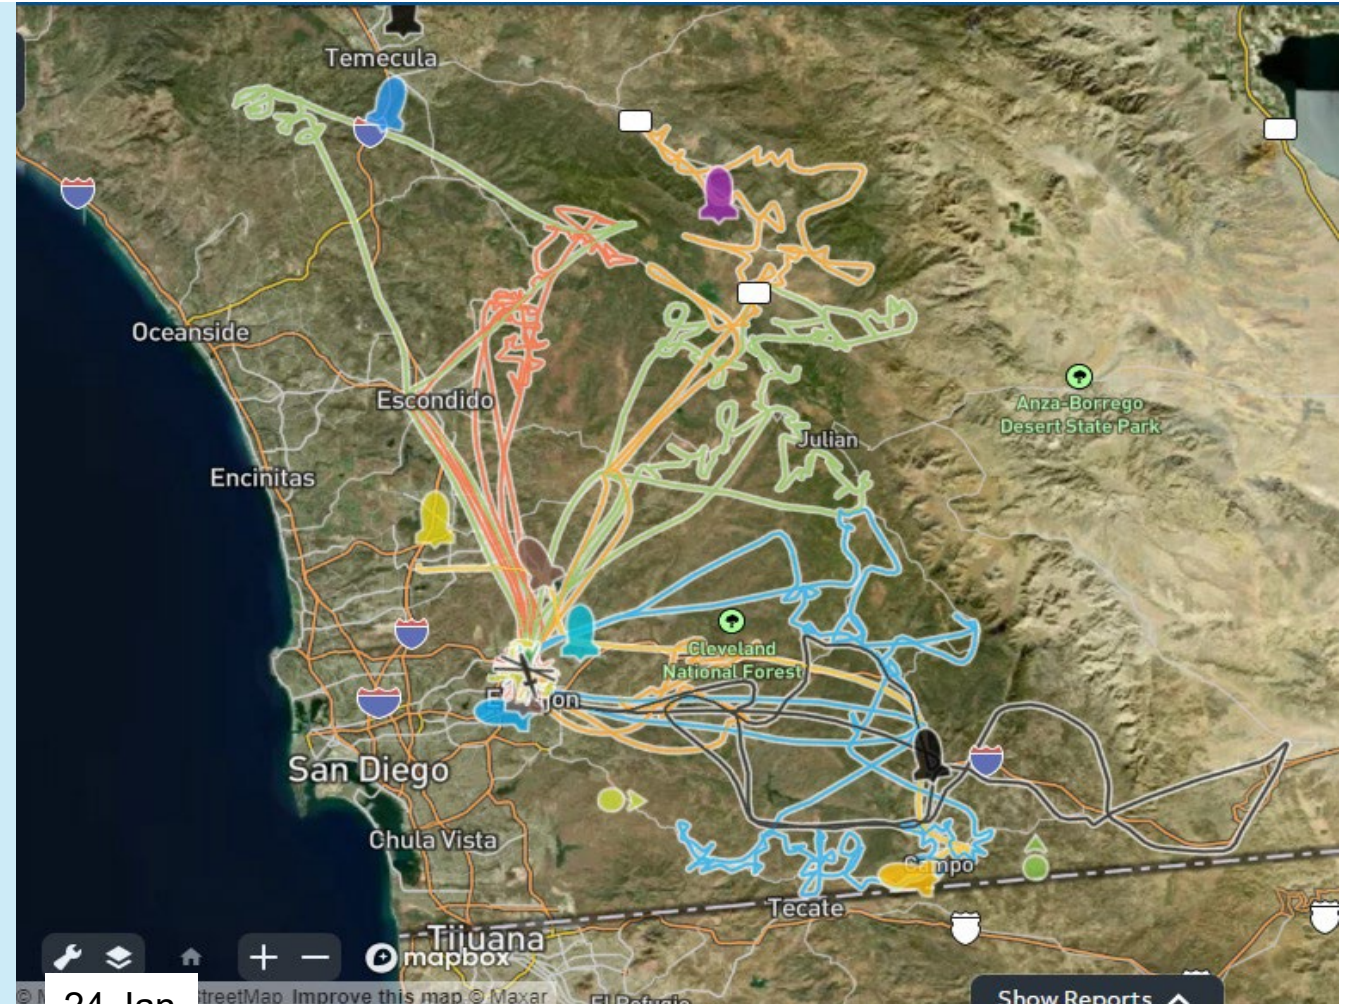 Temecula
Oceanside
Escondido
Anza-Borrego
Desert State Park
Julian
Encinitas
Cleveland
National Forest
San Diego
Chula Vista
Campo
Tecate
Tijuana
mapbox
StreetMap Improve this map © Maxar
Show Reports
24 Jan